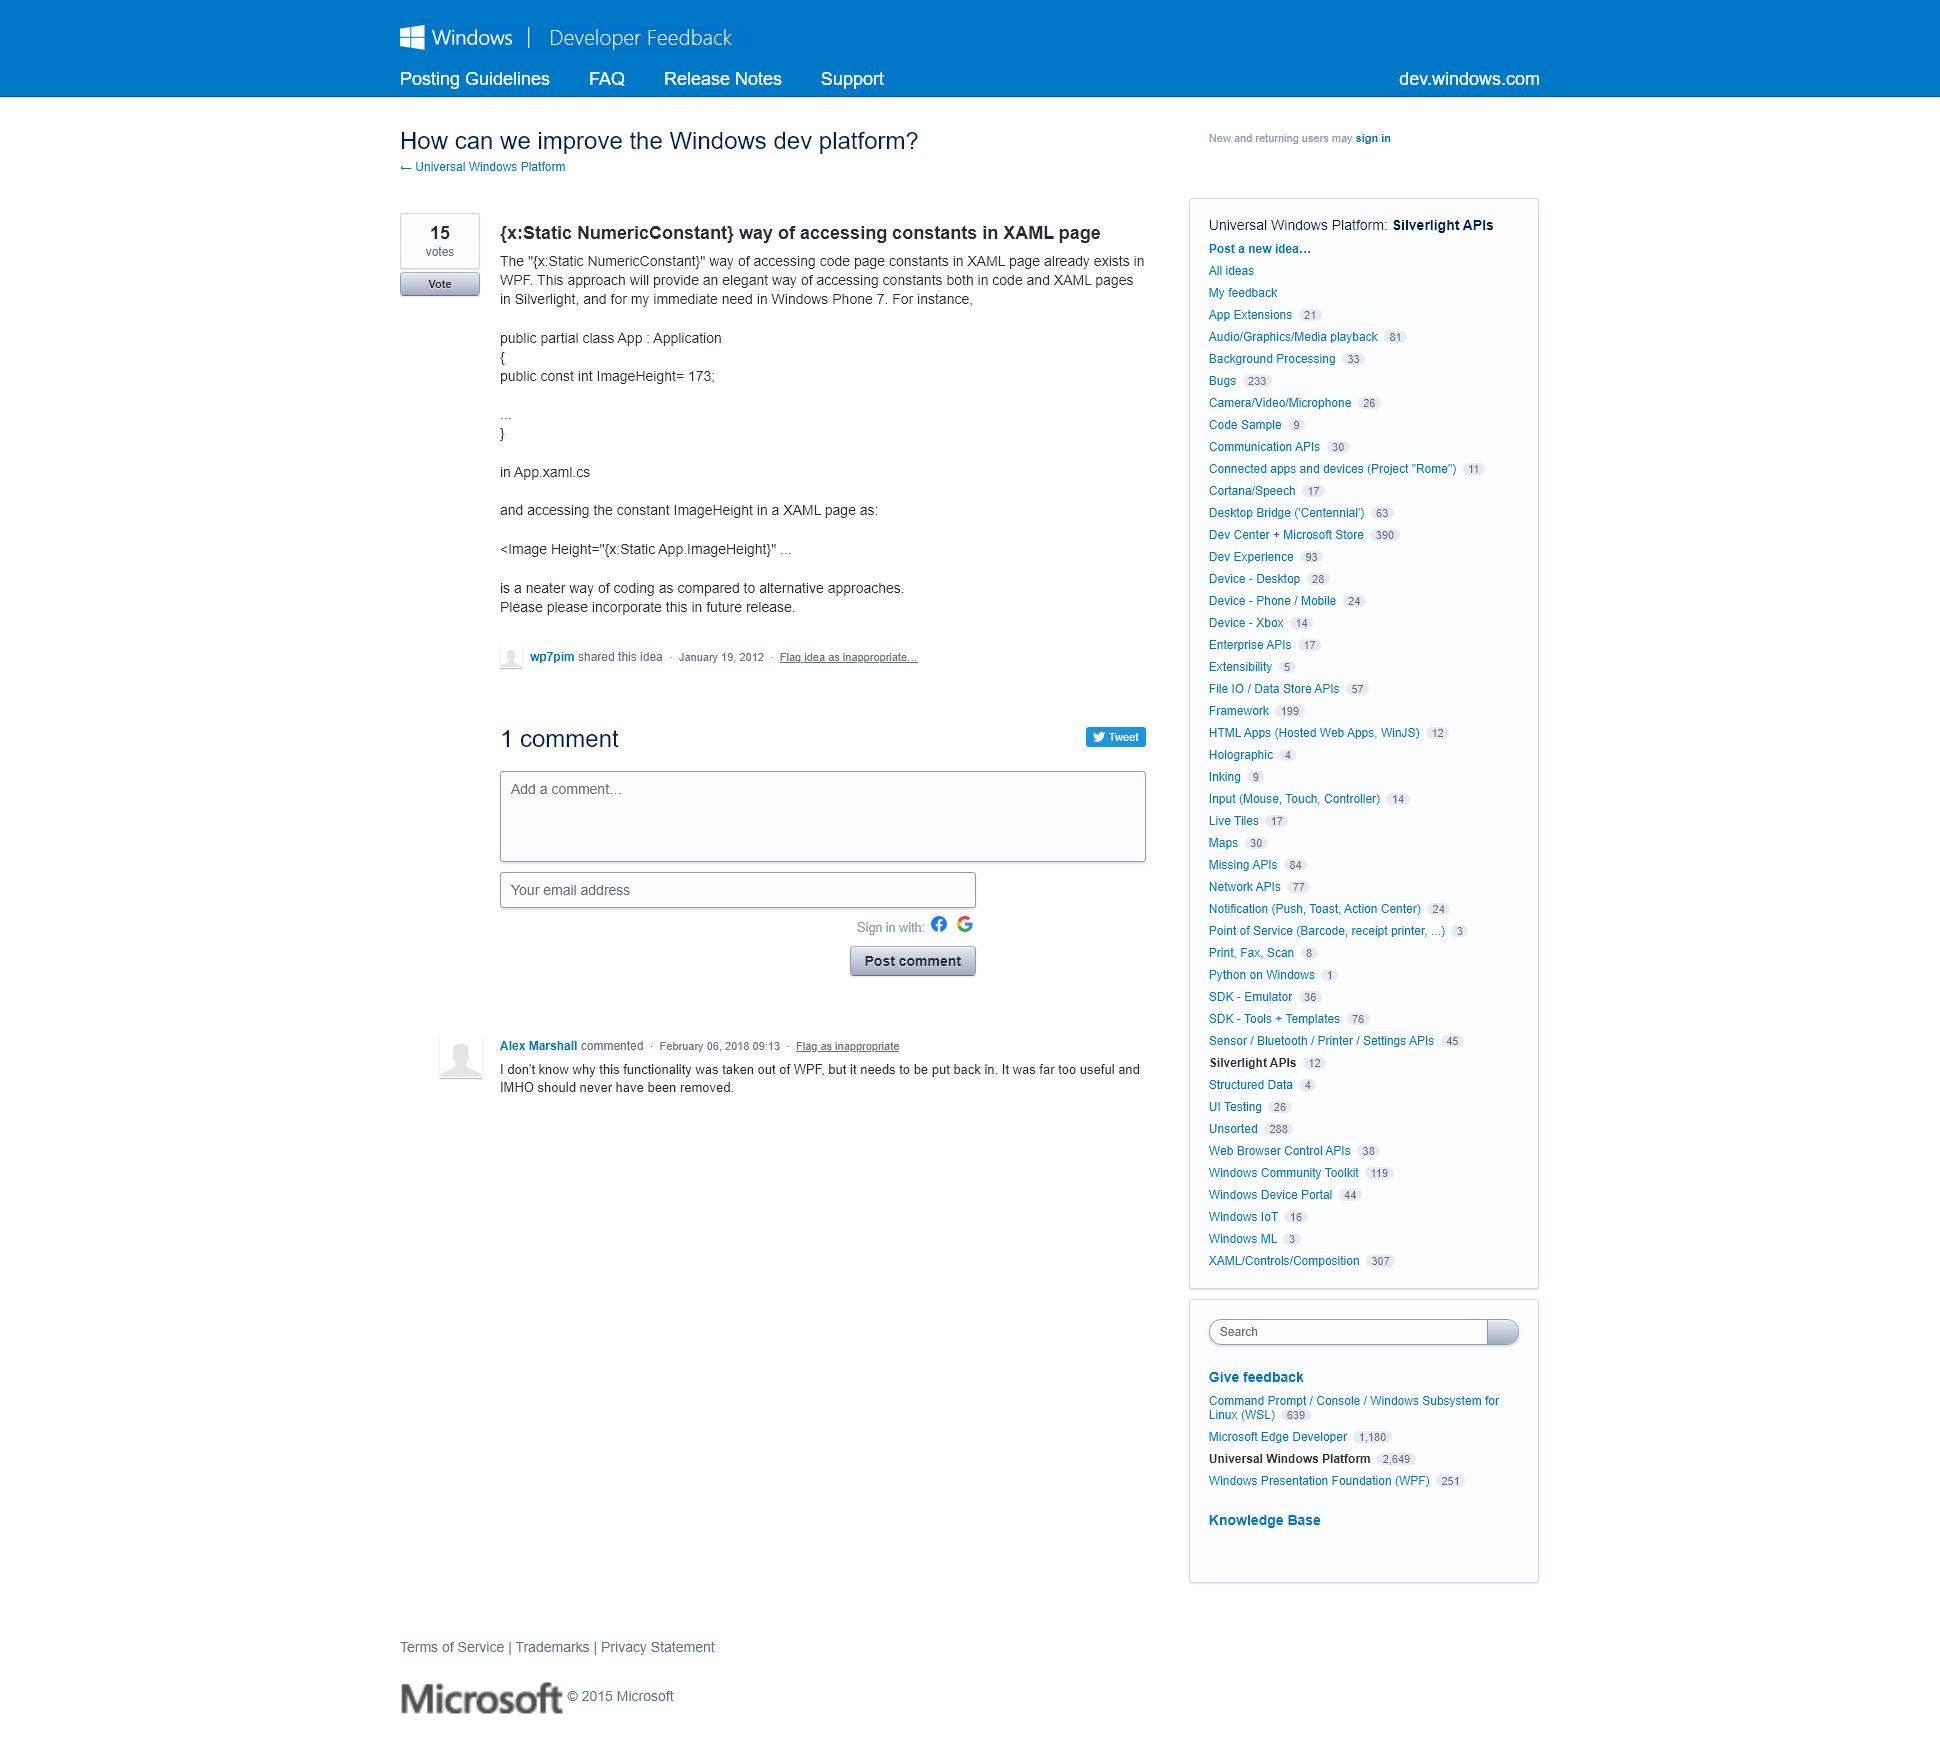 Windows | Developer Feedback
Posting Guidelines FAQ Release Notes Support dev.windows.com
How can we improve the Windows dev platform?
← Universal Windows Platform
New and returning users may sign in
15
votes
Vote
{x:Static NumericConstant} way of accessing constants in XAML page
The "{x:Static NumericConstant}" way of accessing code page constants in XAML page already exists in
WPF. This approach will provide an elegant way of accessing constants both in code and XAML pages
in Silverlight, and for my immediate need in Windows Phone 7. For instance,
public partial class App : Application
{
public const int ImageHeight= 173;
...
}
in App.xaml.cs
and accessing the constant ImageHeight in a XAML page as:
<Image Height="{x:Static App.ImageHeight}" ...
is a neater way of coding as compared to alternative approaches.
Please please incorporate this in future release.
wp7pim shared this idea · January 19, 2012 · Flag idea as inappropriate…
1 comment
Tweet
Add a comment…
Your email address
Sign in with:
Post comment
Alex Marshall commented · February 06, 2018 09:13 · Flag as inappropriate
I don't know why this functionality was taken out of WPF, but it needs to be put back in. It was far too useful and
IMHO should never have been removed.
Universal Windows Platform: Silverlight APIs
Post a new idea…
All ideas
My feedback
App Extensions 21
Audio/Graphics/Media playback 81
Background Processing 33
Bugs 233
Camera/Video/Microphone 26
Code Sample 9
Communication APIs 30
Connected apps and devices (Project "Rome") 11
Cortana/Speech 17
Desktop Bridge ('Centennial') 63
Dev Center + Microsoft Store 390
Dev Experience 93
Device - Desktop 28
Device - Phone / Mobile 24
Device - Xbox 14
Enterprise APIs 17
Extensibility 5
File IO / Data Store APIs 57
Framework 199
HTML Apps (Hosted Web Apps, WinJS) 12
Holographic 4
Inking 9
Input (Mouse, Touch, Controller) 14
Live Tiles 17
Maps 30
Missing APIs 84
Network APIs 77
Notification (Push, Toast, Action Center) 24
Point of Service (Barcode, receipt printer, ...) 3
Print, Fax, Scan 8
Python on Windows 1
SDK - Emulator 36
SDK - Tools + Templates 76
Sensor / Bluetooth / Printer / Settings APIs 45
Silverlight APIs 12
Structured Data 4
UI Testing 26
Unsorted 288
Web Browser Control APIs 38
Windows Community Toolkit 119
Windows Device Portal 44
Windows IoT 16
Windows ML 3
XAML/Controls/Composition 307
Search
Give feedback
Command Prompt / Console / Windows Subsystem for
Linux (WSL) 639
Microsoft Edge Developer 1,180
Universal Windows Platform 2,649
Windows Presentation Foundation (WPF) 251
Knowledge Base
Terms of Service | Trademarks | Privacy Statement
Microsoft © 2015 Microsoft